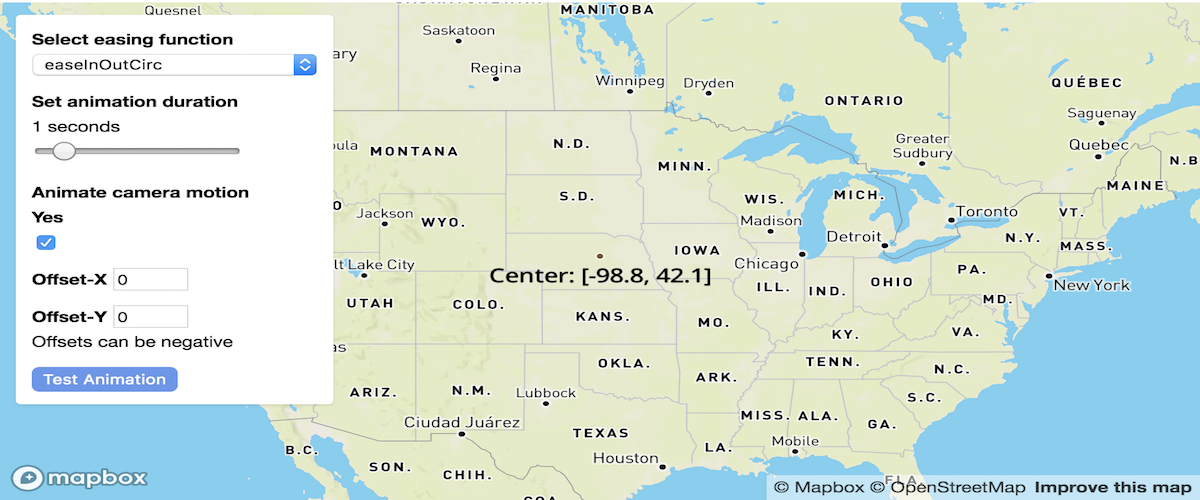 Select easing function
easeInOutCirc
Set animation duration
1 seconds
Animate camera motion
Yes
Offset-X 0
Offset-Y 0
Offsets can be negative
Test Animation
mapbox
Quesnel
MANITOBA
Saskatoon
Regina
Winnipeg
Dryden
ONTARIO
QUÉBEC
Saguenay
Greater
Sudbury
Quebec
N.B
MAINE
MONTANA
N.D.
MINN.
S.D.
WIS.
MICH.
Madison
Toronto
VT.
Jackson
WYO.
Detroit
N.Y.
MASS.
IOWA
Chicago
lt Lake City
Center: [-98.8, 42.1]
PA.
OHIO
ILL.
IND.
New York
UTAH
COLO.
KANS.
MO.
MD.
KY.
VA.
OKLA.
TENN.
N.C.
ARK.
ARIZ.
N.M.
Lubbock
S.C.
Ciudad Juárez
MISS.
ALA.
GA.
TEXAS
Mobile
LA.
B.C.
Houston
SON.
CHIH.
FLA.
© Mapbox © OpenStreetMap Improve this map